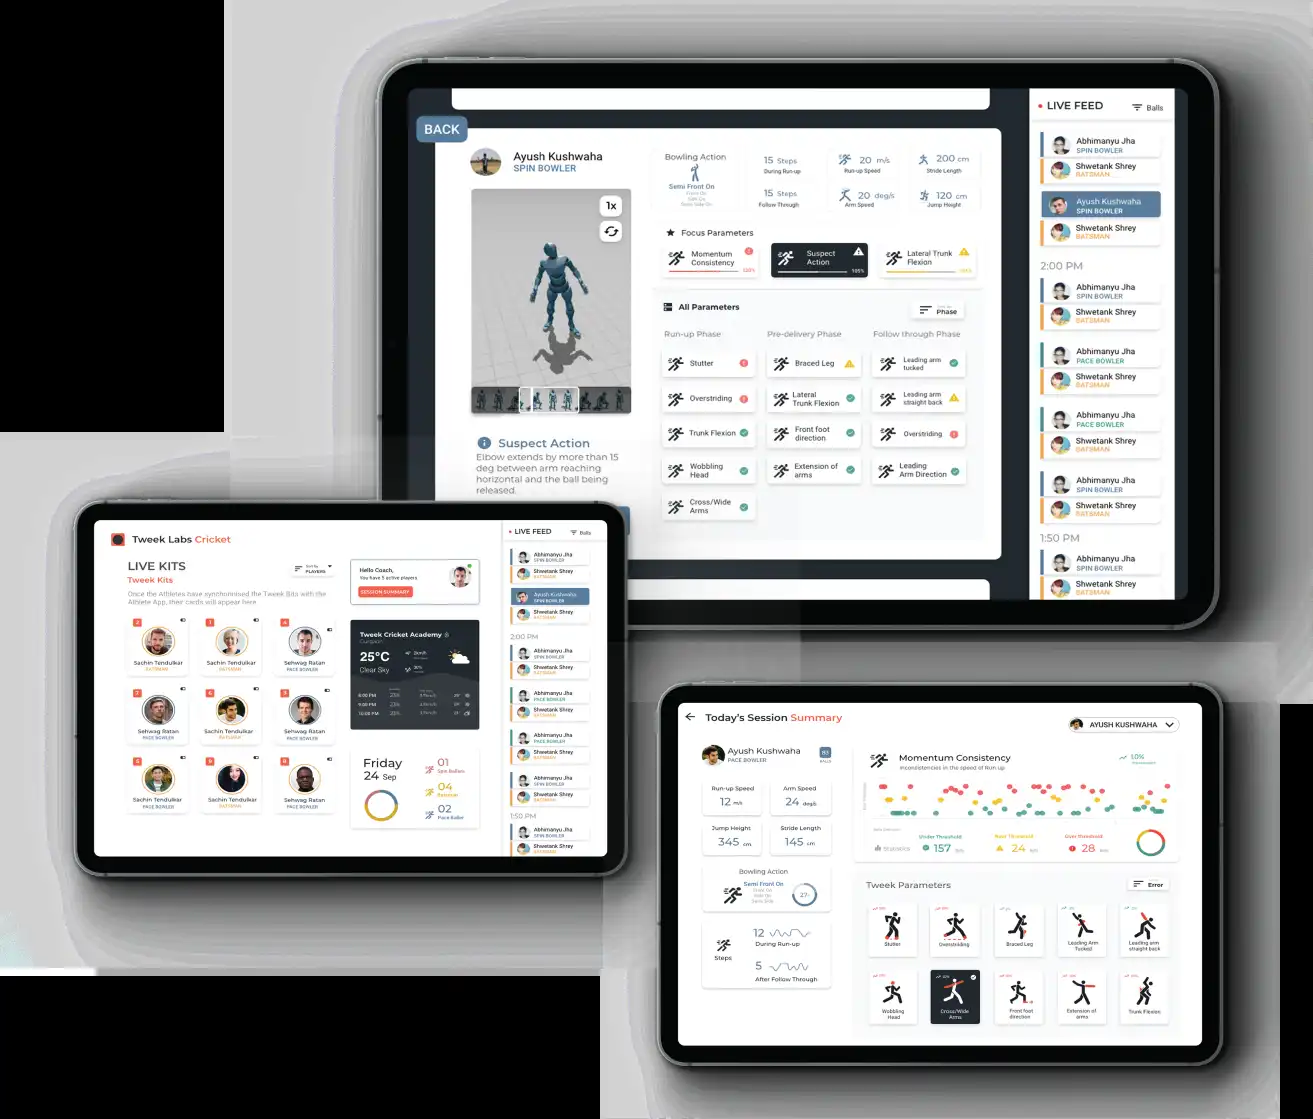 BACK
Ayush Kushwaha
SPIN BOWLER
1x
Suspect Action
Elbow extends by more than 15
deg between arm reaching
horizontal and the ball being
released.
Bowling Action
Semi Front On
15 Steps
During Run-up
20 m/s
Run-up Speed
200 cm
Stride Length
15 Steps
Follow Through
20 deg/s
Arm Speed
120 cm
Jump Height
Focus Parameters
Momentum
Consistency
Suspect
Action
105%
Lateral Trunk
Flexion
All Parameters
Phase
Run-up Phase
Pre-delivery Phase
Follow through Phase
Stutter
Braced Leg
Leading arm
tucked
Overstriding
Lateral
Trunk Flexion
Leading arm
straight back
Trunk Flexion
Front foot
direction
Overstriding
Wobbling
Head
Extension of
arms
Leading
Arm Direction
Cross/Wide
Arms
LIVE FEED
Balls
Abhimanyu Jha
SPIN BOWLER
Shwetank Shrey
BATSMAN
Ayush Kushwaha
SPIN BOWLER
Shwetank Shrey
BATSMAN
2:00 PM
Abhimanyu Jha
SPIN BOWLER
Shwetank Shrey
BATSMAN
Abhimanyu Jha
PACE BOWLER
Shwetank Shrey
BATSMAN
Abhimanyu Jha
PACE BOWLER
Shwetank Shrey
BATSMAN
Abhimanyu Jha
SPIN BOWLER
Shwetank Shrey
BATSMAN
1:50 PM
Abhimanyu Jha
SPIN BOWLER
Shwetank Shrey
BATSMAN
Tweek Labs Cricket
LIVE KITS
Tweek Kits
Once the Athletes have synchronised the Tweek Bits with the
Athlete App, their cards will appear here
PLAYERS
Hello Coach,
You have 5 active players
SESSION SUMMARY
2
Sachin Tendulkar
BATSMAN
1
Sachin Tendulkar
BATSMAN
4
Sehwag Ratan
PACE BOWLER
7
Sehwag Ratan
PACE BOWLER
6
Sachin Tendulkar
BATSMAN
Sehwag Ratan
PACE BOWLER
Sachin Tendulkar
PACE BOWLER
Sachin Tendulkar
BATSMAN
Sehwag Ratan
PACE BOWLER
Tweek Cricket Academy
25°C
Clear Sky
8:00 PM
9:00 PM
10:00 PM
Friday
24 Sep
01
Spin Ballers
04
Batsman
02
Pace Baller
LIVE FEED
Balls
Abhimanyu Jha
SPIN BOWLER
Shwetank Shrey
BATSMAN
Ayush Kushwaha
SPIN BOWLER
Shwetank Shrey
BATSMAN
2:00 PM
Abhimanyu Jha
SPIN BOWLER
Shwetank Shrey
BATSMAN
Abhimanyu Jha
PACE BOWLER
Shwetank Shrey
BATSMAN
Abhimanyu Jha
PACE BOWLER
Shwetank Shrey
BATSMAN
Abhimanyu Jha
SPIN BOWLER
Shwetank Shrey
BATSMAN
1:50 PM
Abhimanyu Jha
SPIN BOWLER
Shwetank Shrey
BATSMAN
Today's Session Summary
AYUSH KUSHWAHA
Ayush Kushwaha
PACE BOWLER
BALLS
Run-up Speed
12 m/s
Arm Speed
24 deg/s
Jump Height
345 cm
Stride Length
145 cm
Bowling Action
Semi Front On
27
Steps
12
During Run-up
5
After Follow Through
Momentum Consistency
Inconsistencies in the speed of Run up
Under Threshold
157
24
Over threshold
28
Tweek Parameters
Error
Stutter
Overstriding
Braced Leg
Leading Arm
Tucked
Leading arm
straight back
Wobbling
Head
Cross/Wide
Arms
Front foot
direction
Extension of
arms
Trunk Flexion